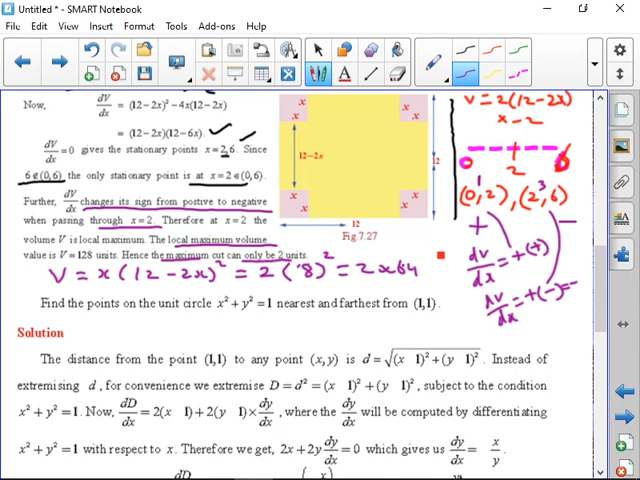 Untitled - SMART Notebook
File Edit View Insert Format Tools Add-ons Help
Now, dV/dx = (12−2x)² −4x(12−2x)
= (12−2x)(12−6x).
dV/dx = 0 gives the stationary points x = 2,6. Since
6 ∉ (0,6) the only stationary point is at x = 2 ∈ (0,6).
Further, dV/dx changes its sign from postive to negative
when passing through x = 2. Therefore at x = 2 the
volume V is local maximum. The local maximum volume
value is V = 128 units. Hence the maximum cut can only be 2 units.
V = x(12-2x)² = 2(8)² = 2x64
x x
12−2x
12
x x
12
Fig.7.27
V = 2(12-2x)
x-2
2
1 3
(0,2), (2,6)
+ −
dv/dx = +(+)
dv/dx = +(−) = −
Find the points on the unit circle x² + y² = 1 nearest and farthest from (1,1).
Solution
The distance from the point (1,1) to any point (x, y) is d = √(x 1)² + (y 1)² . Instead of
extremising d, for convenience we extremise D = d² = (x 1)² + (y 1)², subject to the condition
x² + y² = 1. Now, dD/dx = 2(x 1) + 2(y 1) × dy/dx, where the dy/dx will be computed by differentiating
x² + y² = 1 with respect to x. Therefore we get, 2x + 2y dy/dx = 0 which gives us dy/dx = x/y.